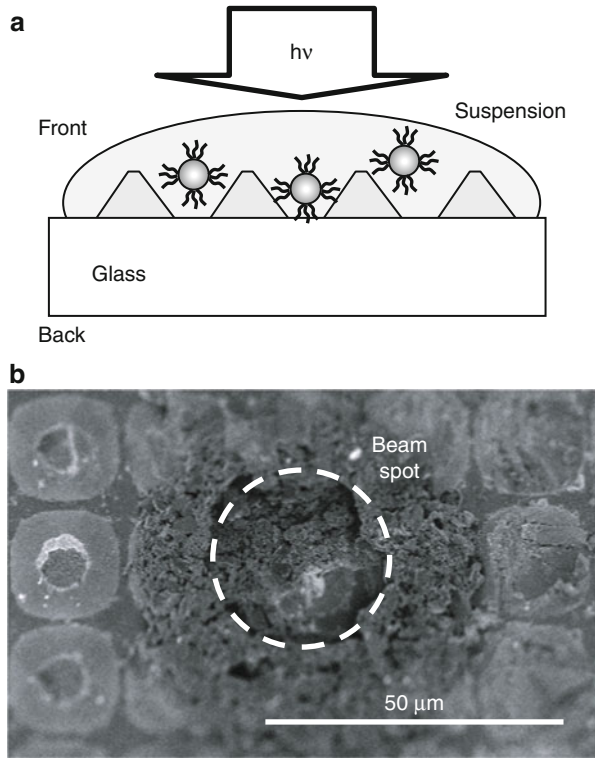 a
hν
Suspension
Front
Glass
Back
b
Beam
spot
50 μm